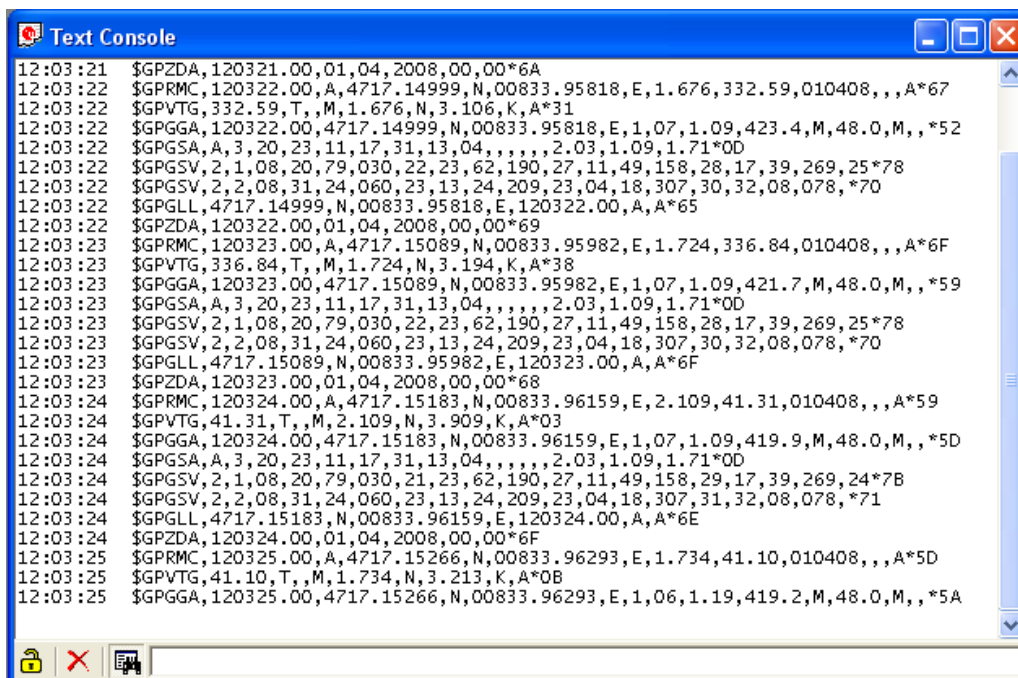 Text Console
12:03:21 $GPZDA,120321.00,01,04,2008,00,00*6A
12:03:22 $GPRMC,120322.00,A,4717.14999,N,00833.95818,E,1.676,332.59,010408,,,A*67
12:03:22 $GPVTG,332.59,T,,M,1.676,N,3.106,K,A*31
12:03:22 $GPGGA,120322.00,4717.14999,N,00833.95818,E,1,07,1.09,423.4,M,48.0,M,,*52
12:03:22 $GPGSA,A,3,20,23,11,17,31,13,04,,,,,,2.03,1.09,1.71*0D
12:03:22 $GPGSV,2,1,08,20,79,030,22,23,62,190,27,11,49,158,28,17,39,269,25*78
12:03:22 $GPGSV,2,2,08,31,24,060,23,13,24,209,23,04,18,307,30,32,08,078,*70
12:03:22 $GPGLL,4717.14999,N,00833.95818,E,120322.00,A,A*65
12:03:22 $GPZDA,120322.00,01,04,2008,00,00*69
12:03:23 $GPRMC,120323.00,A,4717.15089,N,00833.95982,E,1.724,336.84,010408,,,A*6F
12:03:23 $GPVTG,336.84,T,,M,1.724,N,3.194,K,A*38
12:03:23 $GPGGA,120323.00,4717.15089,N,00833.95982,E,1,07,1.09,421.7,M,48.0,M,,*59
12:03:23 $GPGSA,A,3,20,23,11,17,31,13,04,,,,,,2.03,1.09,1.71*0D
12:03:23 $GPGSV,2,1,08,20,79,030,22,23,62,190,27,11,49,158,28,17,39,269,25*78
12:03:23 $GPGSV,2,2,08,31,24,060,23,13,24,209,23,04,18,307,30,32,08,078,*70
12:03:23 $GPGLL,4717.15089,N,00833.95982,E,120323.00,A,A*6F
12:03:23 $GPZDA,120323.00,01,04,2008,00,00*68
12:03:24 $GPRMC,120324.00,A,4717.15183,N,00833.96159,E,2.109,41.31,010408,,,A*59
12:03:24 $GPVTG,41.31,T,,M,2.109,N,3.909,K,A*03
12:03:24 $GPGGA,120324.00,4717.15183,N,00833.96159,E,1,07,1.09,419.9,M,48.0,M,,*5D
12:03:24 $GPGSA,A,3,20,23,11,17,31,13,04,,,,,,2.03,1.09,1.71*0D
12:03:24 $GPGSV,2,1,08,20,79,030,21,23,62,190,27,11,49,158,29,17,39,269,24*7B
12:03:24 $GPGSV,2,2,08,31,24,060,23,13,24,209,23,04,18,307,31,32,08,078,*71
12:03:24 $GPGLL,4717.15183,N,00833.96159,E,120324.00,A,A*6E
12:03:24 $GPZDA,120324.00,01,04,2008,00,00*6F
12:03:25 $GPRMC,120325.00,A,4717.15266,N,00833.96293,E,1.734,41.10,010408,,,A*5D
12:03:25 $GPVTG,41.10,T,,M,1.734,N,3.213,K,A*0B
12:03:25 $GPGGA,120325.00,4717.15266,N,00833.96293,E,1,06,1.19,419.2,M,48.0,M,,*5A